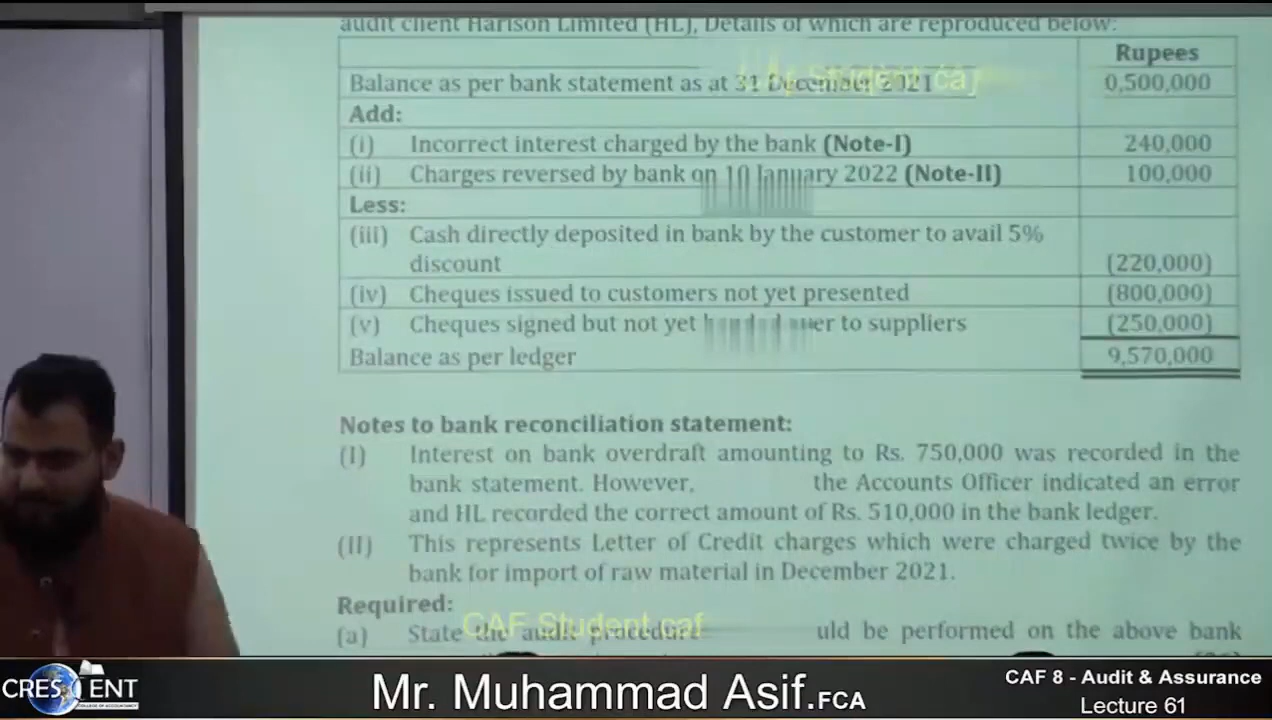 audit client Harison Limited (HL), Details of which are reproduced below:
Rupees
Balance as per bank statement as at 31 December 2021 0,500,000
Add:
(i) Incorrect interest charged by the bank (Note-I) 240,000
(ii) Charges reversed by bank on 10 January 2022 (Note-II) 100,000
Less:
(iii) Cash directly deposited in bank by the customer to avail 5%
discount (220,000)
(iv) Cheques issued to customers not yet presented (800,000)
(v) Cheques signed but not yet to suppliers (250,000)
Balance as per ledger 9,570,000
Notes to bank reconciliation statement:
(I) Interest on bank overdraft amounting to Rs. 750,000 was recorded in the
bank statement. However, the Accounts Officer indicated an error
and HL recorded the correct amount of Rs. 510,000 in the bank ledger.
(II) This represents Letter of Credit charges which were charged twice by the
bank for import of raw material in December 2021.
Required:
(a) State the audit procedure uld be performed on the above bank
CAF Student caf
CRESCENT
COLLEGE OF ACCOUNTANCY
Mr. Muhammad Asif.FCA
CAF 8 - Audit & Assurance
Lecture 61